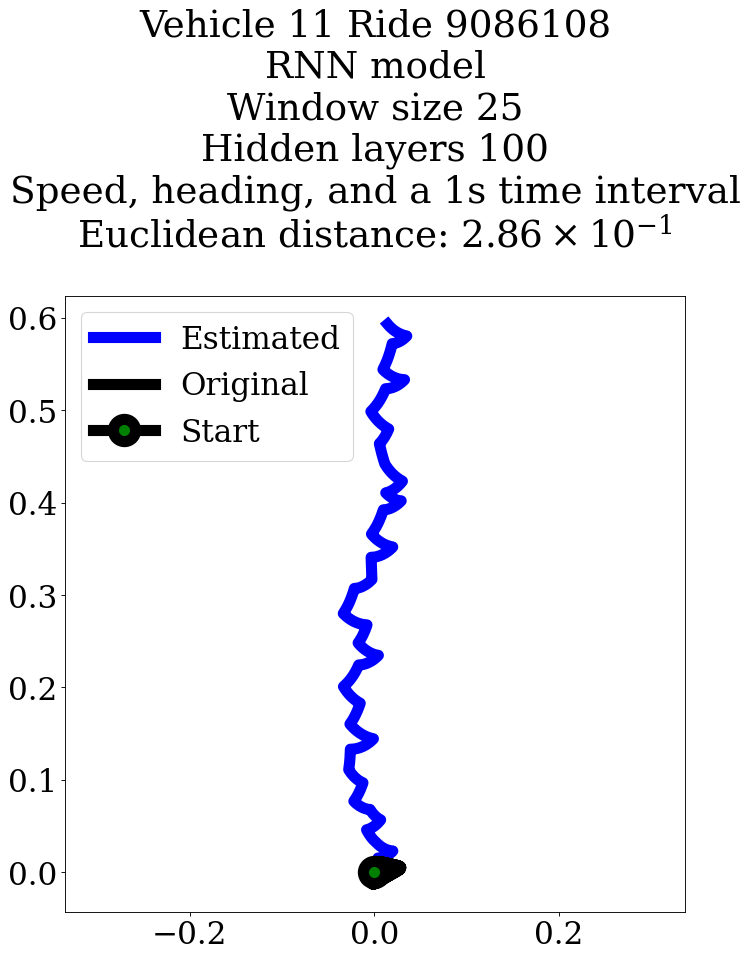 Vehicle 11 Ride 9086108
RNN model
Window size 25
Hidden layers 100
Speed, heading, and a 1s time interval
Euclidean distance: 2.86 × 10⁻¹
0.6
0.5
0.4
0.3
0.2
0.1
0.0
Estimated
Original
Start
−0.2
0.0
0.2